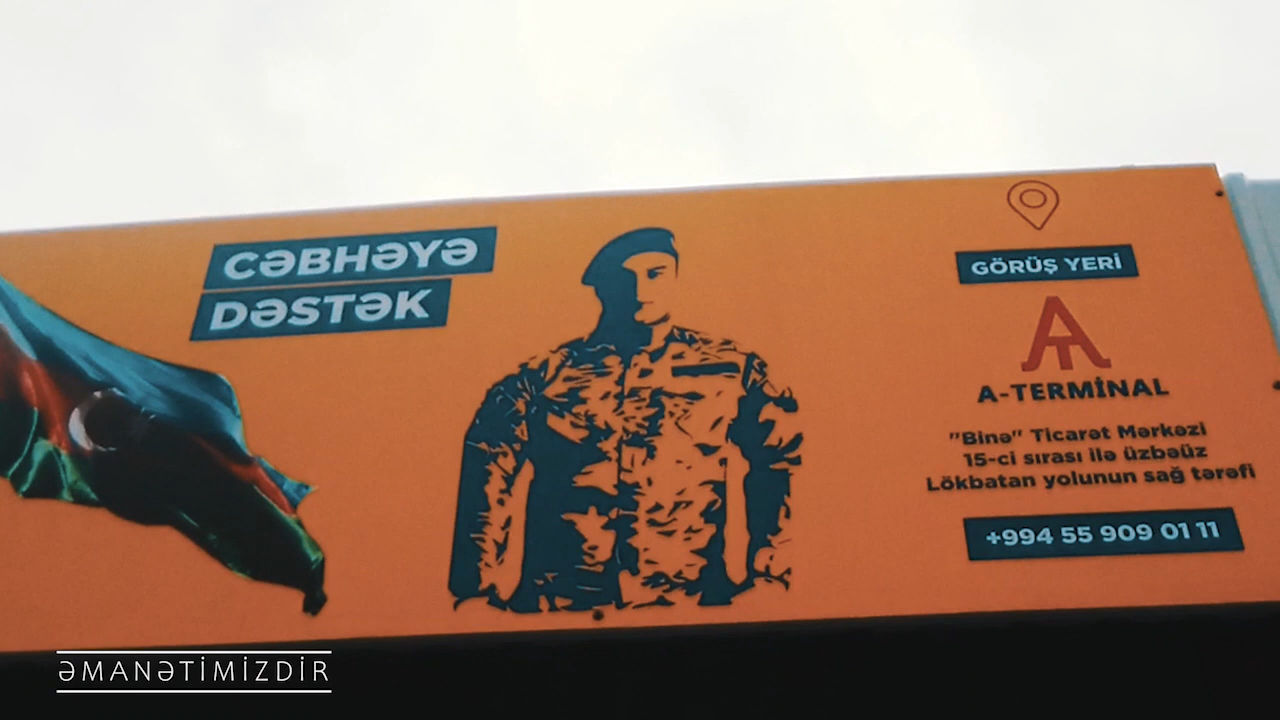 CƏBHƏYƏ
DƏSTƏK
GÖRÜŞ YERİ
A-TERMİNAL
"Binə" Ticarət Mərkəzi
15-ci sırası ilə üzbəüz
Lökbatan yolunun sağ tərəfi
+994 55 909 01 11
ƏMANƏTİMİZDİR